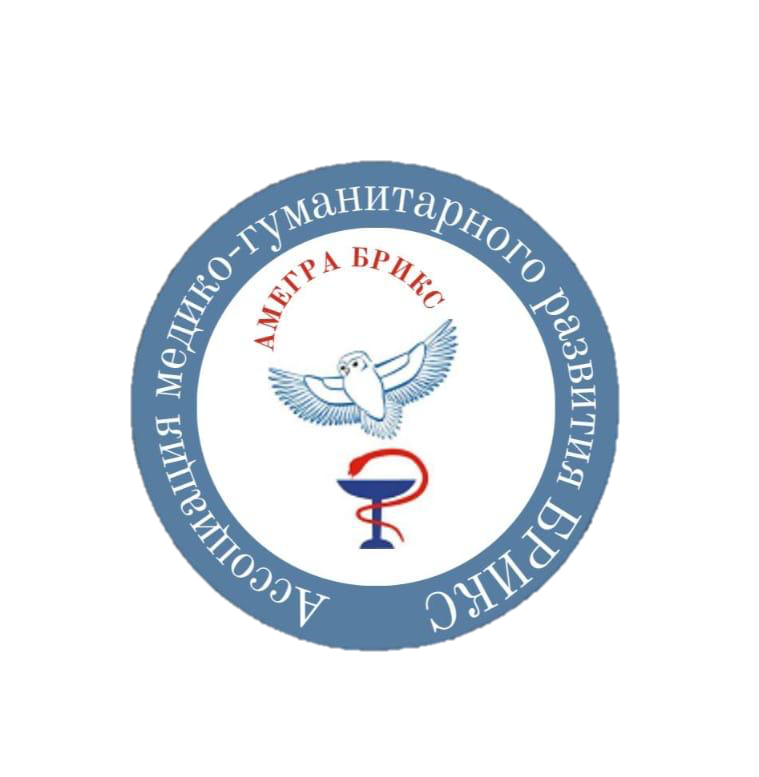 Ассоциация медико-гуманитарного развития БРИКС
АМЕГРА БРИКС